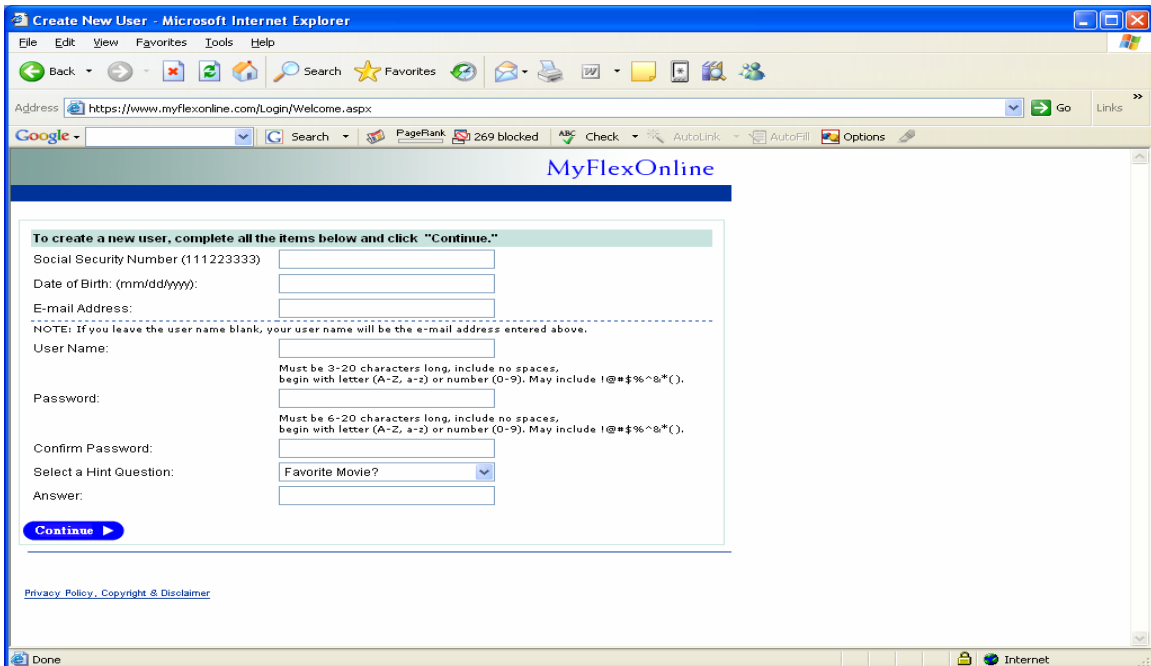 Create New User - Microsoft Internet Explorer
File Edit View Favorites Tools Help
Back Search Favorites
Address https://www.myflexonline.com/Login/Welcome.aspx Go Links »
Google Search PageRank 269 blocked ABC Check AutoLink AutoFill Options
MyFlexOnline
To create a new user, complete all the items below and click "Continue."
Social Security Number (111223333)
Date of Birth: (mm/dd/yyyy):
E-mail Address:
NOTE: If you leave the user name blank, your user name will be the e-mail address entered above.
User Name:
Must be 3-20 characters long, include no spaces,
begin with letter (A-Z, a-z) or number (0-9). May include !@#$%^&*().
Password:
Must be 6-20 characters long, include no spaces,
begin with letter (A-Z, a-z) or number (0-9). May include !@#$%^&*().
Confirm Password:
Select a Hint Question: Favorite Movie?
Answer:
Continue
Privacy Policy, Copyright & Disclaimer
Done Internet